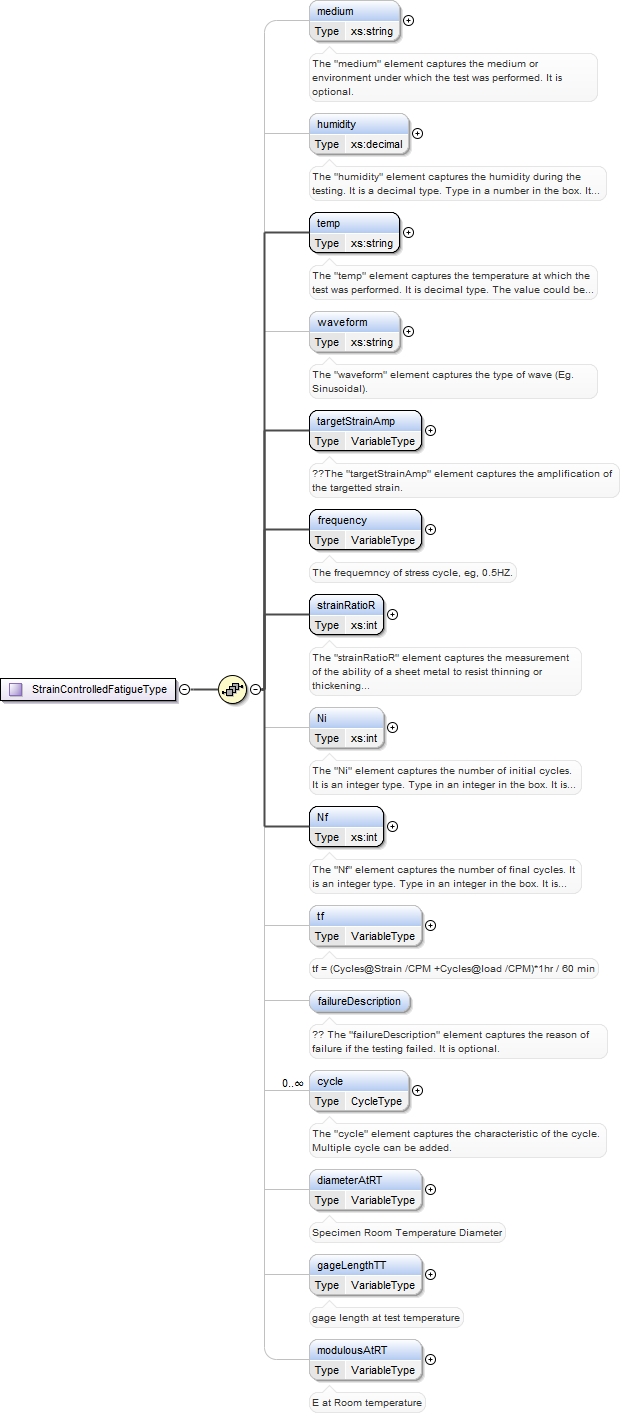 medium
Type xs:string
The "medium" element captures the medium or
environment under which the test was performed. It is
optional.
humidity
Type xs:decimal
The "humidity" element captures the humidity during the
testing. It is a decimal type. Type in a number in the box. It...
temp
Type xs:string
The "temp" element captures the temperature at which the
test was performed. It is decimal type. The value could be...
waveform
Type xs:string
The "waveform" element captures the type of wave (Eg.
Sinusoidal).
targetStrainAmp
Type VariableType
??The "targetStrainAmp" element captures the amplification of
the targetted strain.
frequency
Type VariableType
The frequemncy of stress cycle, eg, 0.5HZ.
strainRatioR
Type xs:int
The "strainRatioR" element captures the measurement
of the ability of a sheet metal to resist thinning or
thickening...
StrainControlledFatigueType
Ni
Type xs:int
The "Ni" element captures the number of initial cycles.
It is an integer type. Type in an integer in the box. It is...
Nf
Type xs:int
The "Nf" element captures the number of final cycles. It
is an integer type. Type in an integer in the box. It is...
tf
Type VariableType
tf = (Cycles@Strain /CPM +Cycles@load /CPM)*1hr / 60 min
failureDescription
?? The "failureDescription" element captures the reason of
failure if the testing failed. It is optional.
0..∞ cycle
Type CycleType
The "cycle" element captures the characteristic of the cycle.
Multiple cycle can be added.
diameterAtRT
Type VariableType
Specimen Room Temperature Diameter
gageLengthTT
Type VariableType
gage length at test temperature
modulousAtRT
Type VariableType
E at Room temperature